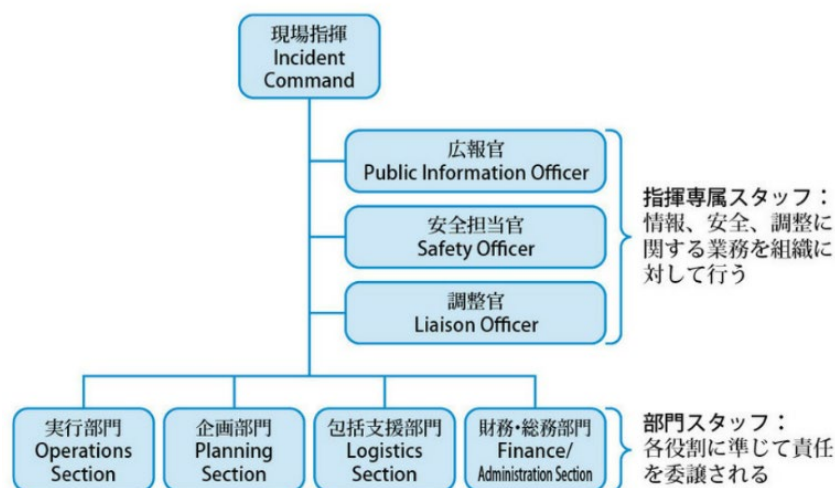 現場指揮
Incident
Command
広報官
Public Information Officer
安全担当官
Safety Officer
調整官
Liaison Officer
指揮専属スタッフ：
情報、安全、調整に
関する業務を組織に
対して行う
実行部門
Operations
Section
企画部門
Planning
Section
包括支援部門
Logistics
Section
財務・総務部門
Finance/
Administration Section
部門スタッフ：
各役割に準じて責任
を委譲される